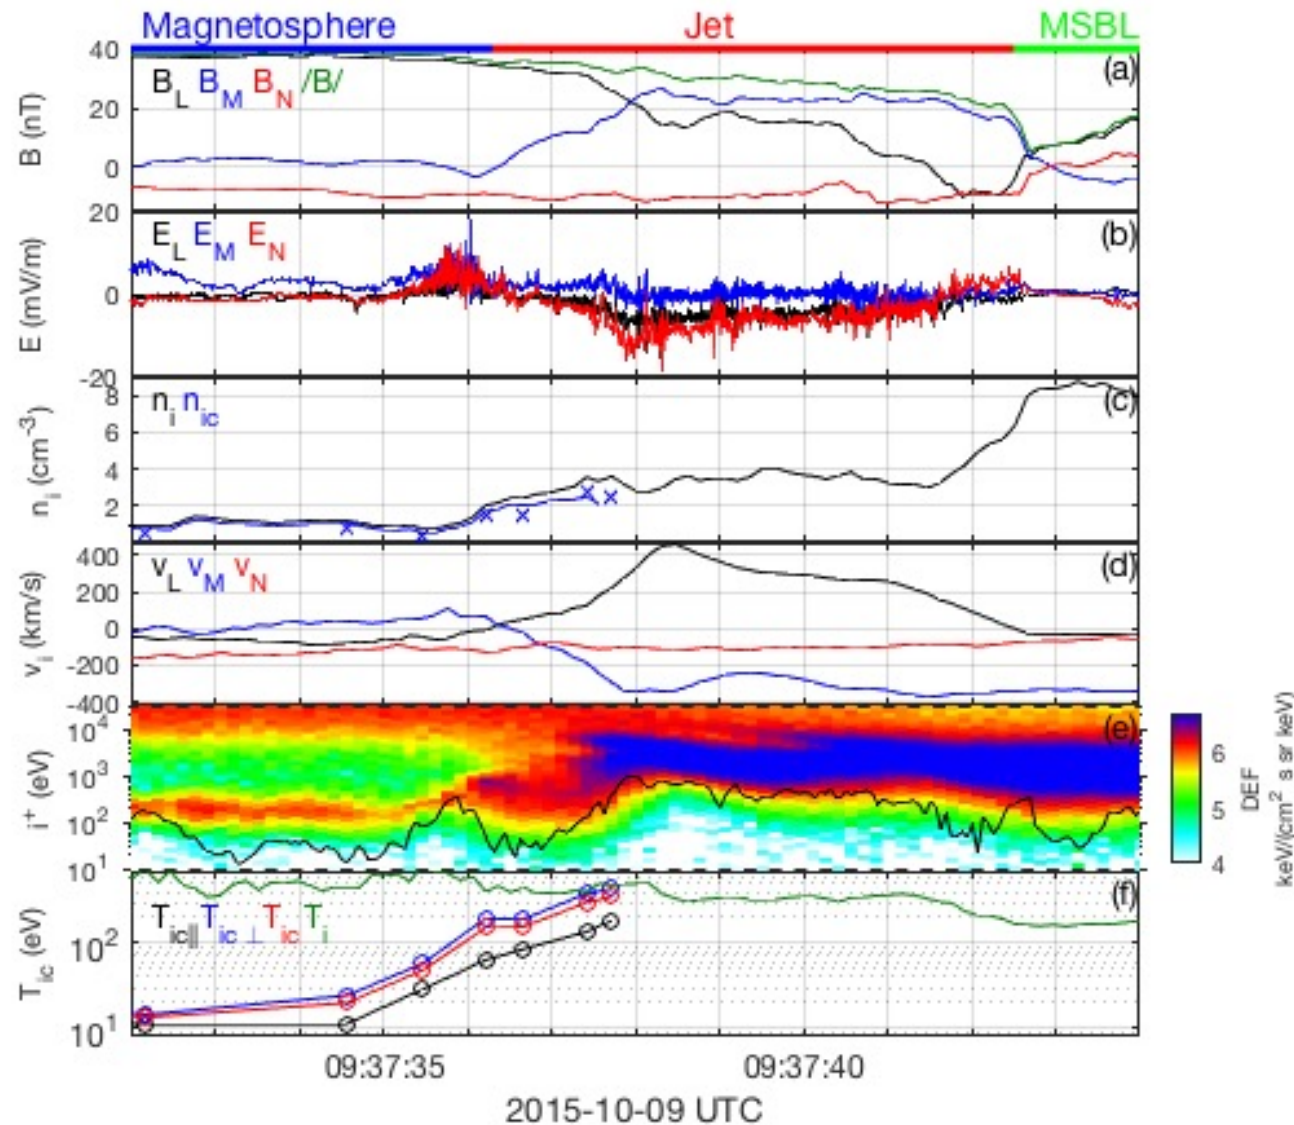 Magnetosphere Jet MSBL
40
20
0
B (nT)
B_L B_M B_N /B/
(a)
20
0
-20
E (mV/m)
E_L E_M E_N
(b)
8
6
4
2
n_i (cm^-3)
n_i n_ic
(c)
400
200
0
-200
-400
v_i (km/s)
v_L v_M v_N
(d)
10^4
10^3
10^2
10^1
i^+ (eV)
(e)
6
5
4
DEF
keV/(cm^2 s sr keV)
10^1
10^2
10^1
T_ic (eV)
T_ic|| T_ic⊥ T_ic T_i
(f)
09:37:35 09:37:40
2015-10-09 UTC